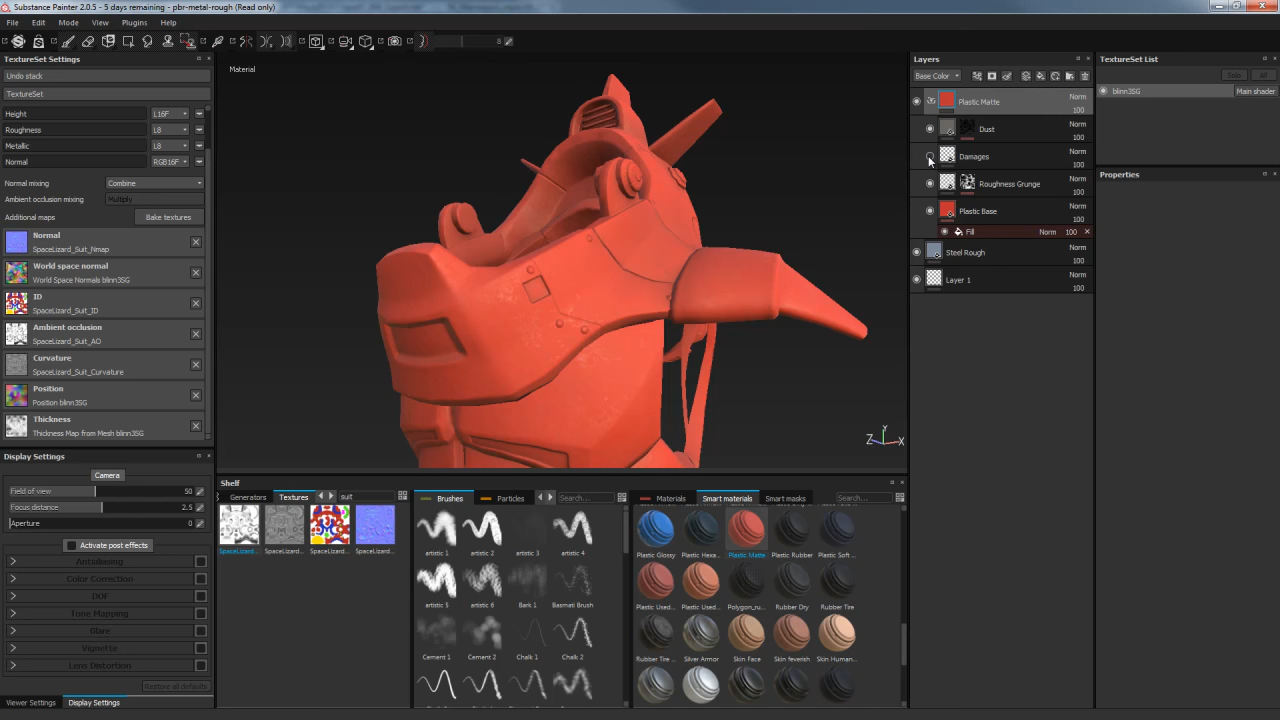 Substance Painter 2.0.5 - 5 days remaining - pbr-metal-rough (Read only)
File Edit Mode View Plugins Help
8
TextureSet Settings
Undo stack
TextureSet
Height L16F
Roughness L8
Metallic L8
Normal RGB16F
Normal mixing Combine
Ambient occlusion mixing Multiply
Additional maps Bake textures
Normal
SpaceLizard_Suit_Nmap
World space normal
World Space Normals blinn3SG
ID
SpaceLizard_Suit_ID
Ambient occlusion
SpaceLizard_Suit_AO
Curvature
SpaceLizard_Suit_Curvature
Position
Position blinn3SG
Thickness
Thickness Map from Mesh blinn3SG
Display Settings
Camera
Field of view 50
Focus distance 2.5
Aperture 0
Activate post effects
Antialiasing
Color Correction
DOF
Tone Mapping
Glare
Vignette
Lens Distortion
Restore all defaults
Viewer Settings Display Settings
Material
Y
Z X
Shelf
Generators Textures suit
SpaceLizard... SpaceLizard... SpaceLizard... SpaceLizard...
Brushes Particles Search...
artistic 1 artistic 2 artistic 3 artistic 4
artistic 5 artistic 6 Bark 1 Basmati Brush
Cement 1 Cement 2 Chalk 1 Chalk 2
Materials Smart materials Smart masks Search...
Plastic Glossy Plastic Hexa... Plastic Matte Plastic Rubber Plastic Soft ...
Plastic Used... Plastic Used... Polygon_ru... Rubber Dry Rubber Tire
Rubber Tire ... Silver Armor Skin Face Skin feverish Skin Human...
Layers
Base Color
Plastic Matte Norm 100
Dust Norm 100
Damages Norm 100
Roughness Grunge Norm 100
Plastic Base Norm 100
Fill Norm 100
Steel Rough Norm 100
Layer 1 Norm 100
TextureSet List
Solo All
blinn3SG Main shader
Properties